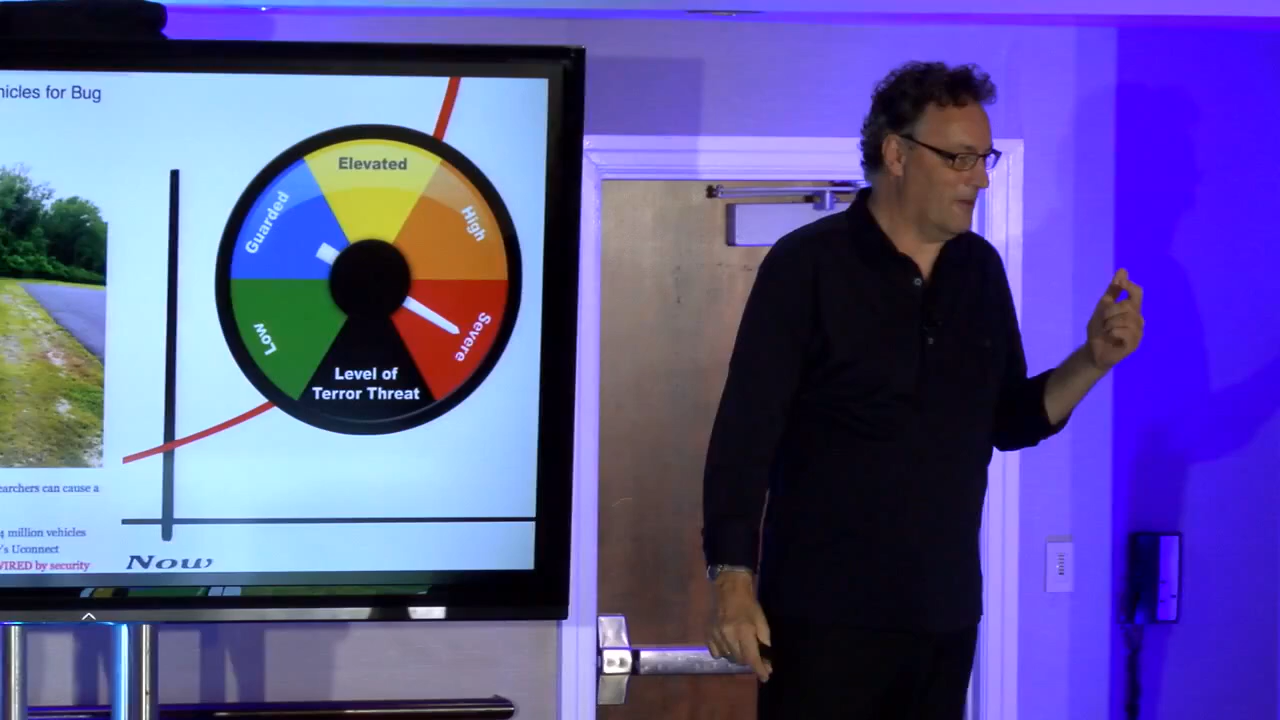 hicles for Bug
Elevated
Guarded
High
Low
Severe
Level of
Terror Threat
earchers can cause a
4 million vehicles
's Uconnect
WIRED by security
Now